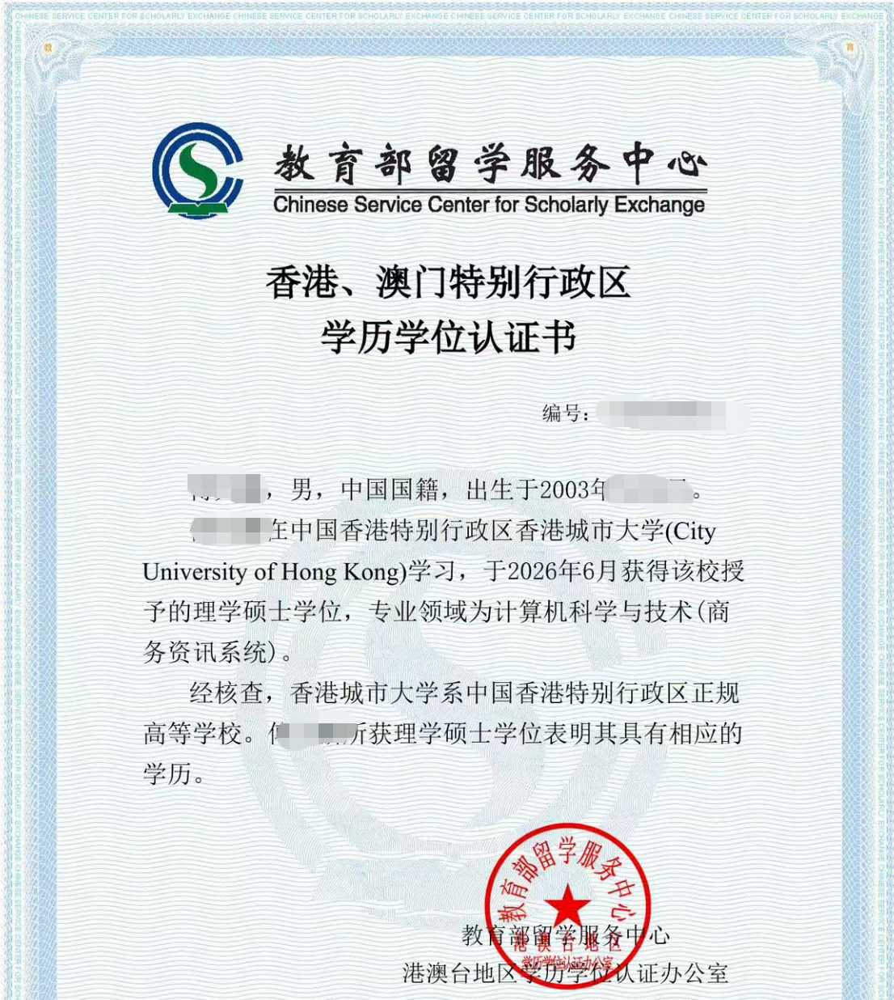 CHINESE SERVICE CENTER FOR SCHOLARLY EXCHANGE CHINESE SERVICE CENTER FOR SCHOLARLY EXCHANGE CHINESE SERVICE CENTER FOR SCHOLARLY EXCHANGE
教 育
教育部留学服务中心
Chinese Service Center for Scholarly Exchange
香港、澳门特别行政区
学历学位认证书
编号:
,男,中国国籍,出生于2003年 。
在中国香港特别行政区香港城市大学(City
University of Hong Kong)学习,于2026年6月获得该校授
予的理学硕士学位,专业领域为计算机科学与技术(商
务资讯系统)。
经核查,香港城市大学系中国香港特别行政区正规
高等学校。 所获理学硕士学位表明其具有相应的
学历。
教育部留学服务中心
港澳台地区
学历学位认证办公室
教育部留学服务中心
港澳台地区学历学位认证办公室